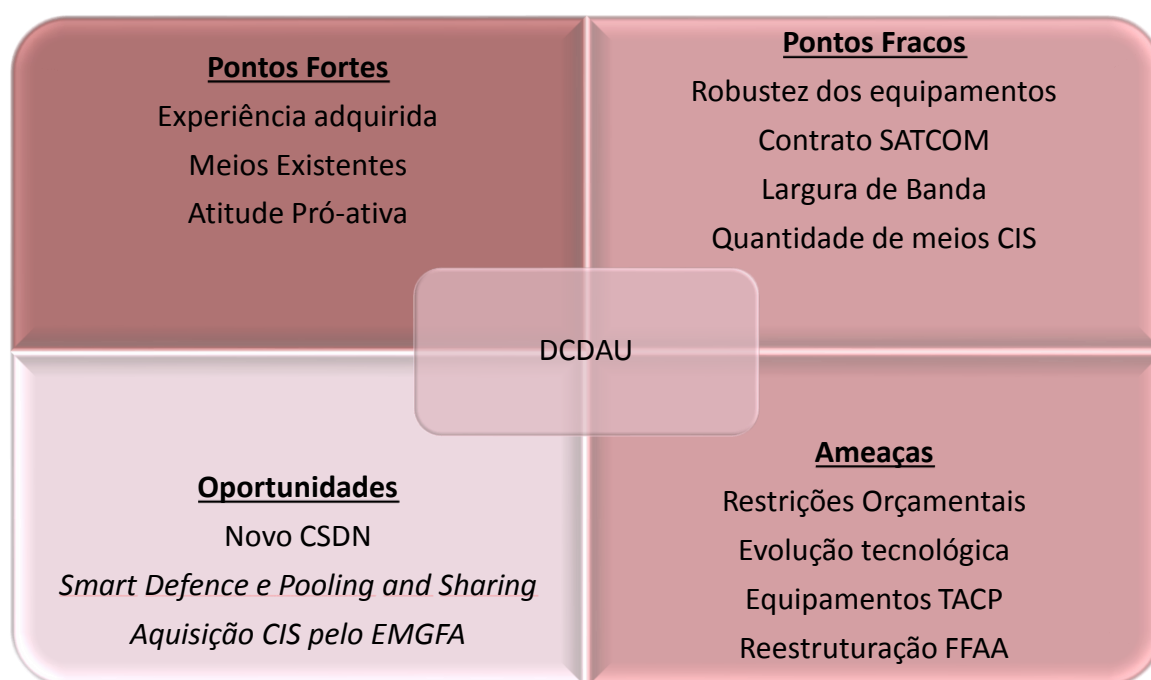 Pontos Fortes
Experiência adquirida
Meios Existentes
Atitude Pró-ativa
Pontos Fracos
Robustez dos equipamentos
Contrato SATCOM
Largura de Banda
Quantidade de meios CIS
DCDAU
Oportunidades
Novo CSDN
Smart Defence e Pooling and Sharing
Aquisição CIS pelo EMGFA
Ameaças
Restrições Orçamentais
Evolução tecnológica
Equipamentos TACP
Reestruturação FFAA